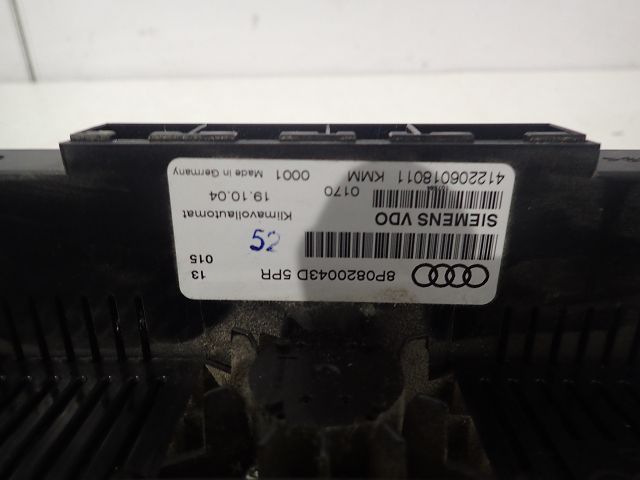 8P0820043D 5PR
13
015
SIEMENS VDO
52
Klimavollautomat
0170
19.10.04
412206018011 KMM
0001
Made in Germany